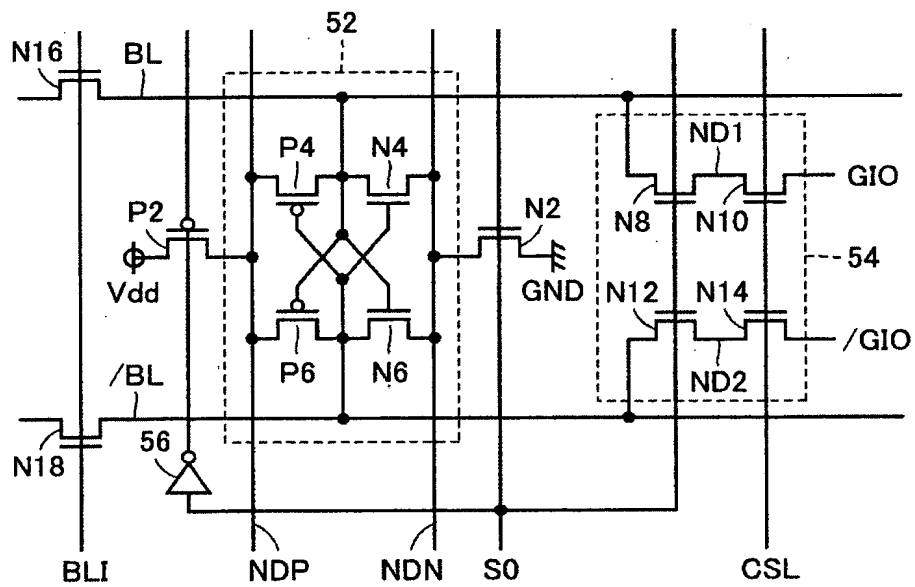 52
N16
BL
P4
N4
ND1
GIO
P2
N2
N8
N10
Vdd
GND
54
N12
N14
P6
N6
ND2
/GIO
/BL
56
N18
BLI
NDP
NDN
S0
CSL